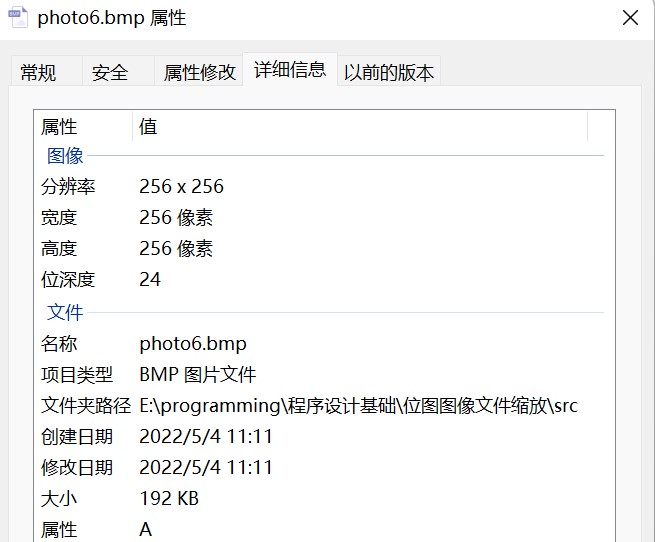 photo6.bmp 属性
常规 安全 属性修改 详细信息 以前的版本
属性 值
图像
分辨率 256 x 256
宽度 256 像素
高度 256 像素
位深度 24
文件
名称 photo6.bmp
项目类型 BMP 图片文件
文件夹路径 E:\programming\程序设计基础\位图图像文件缩放\src
创建日期 2022/5/4 11:11
修改日期 2022/5/4 11:11
大小 192 KB
属性 A